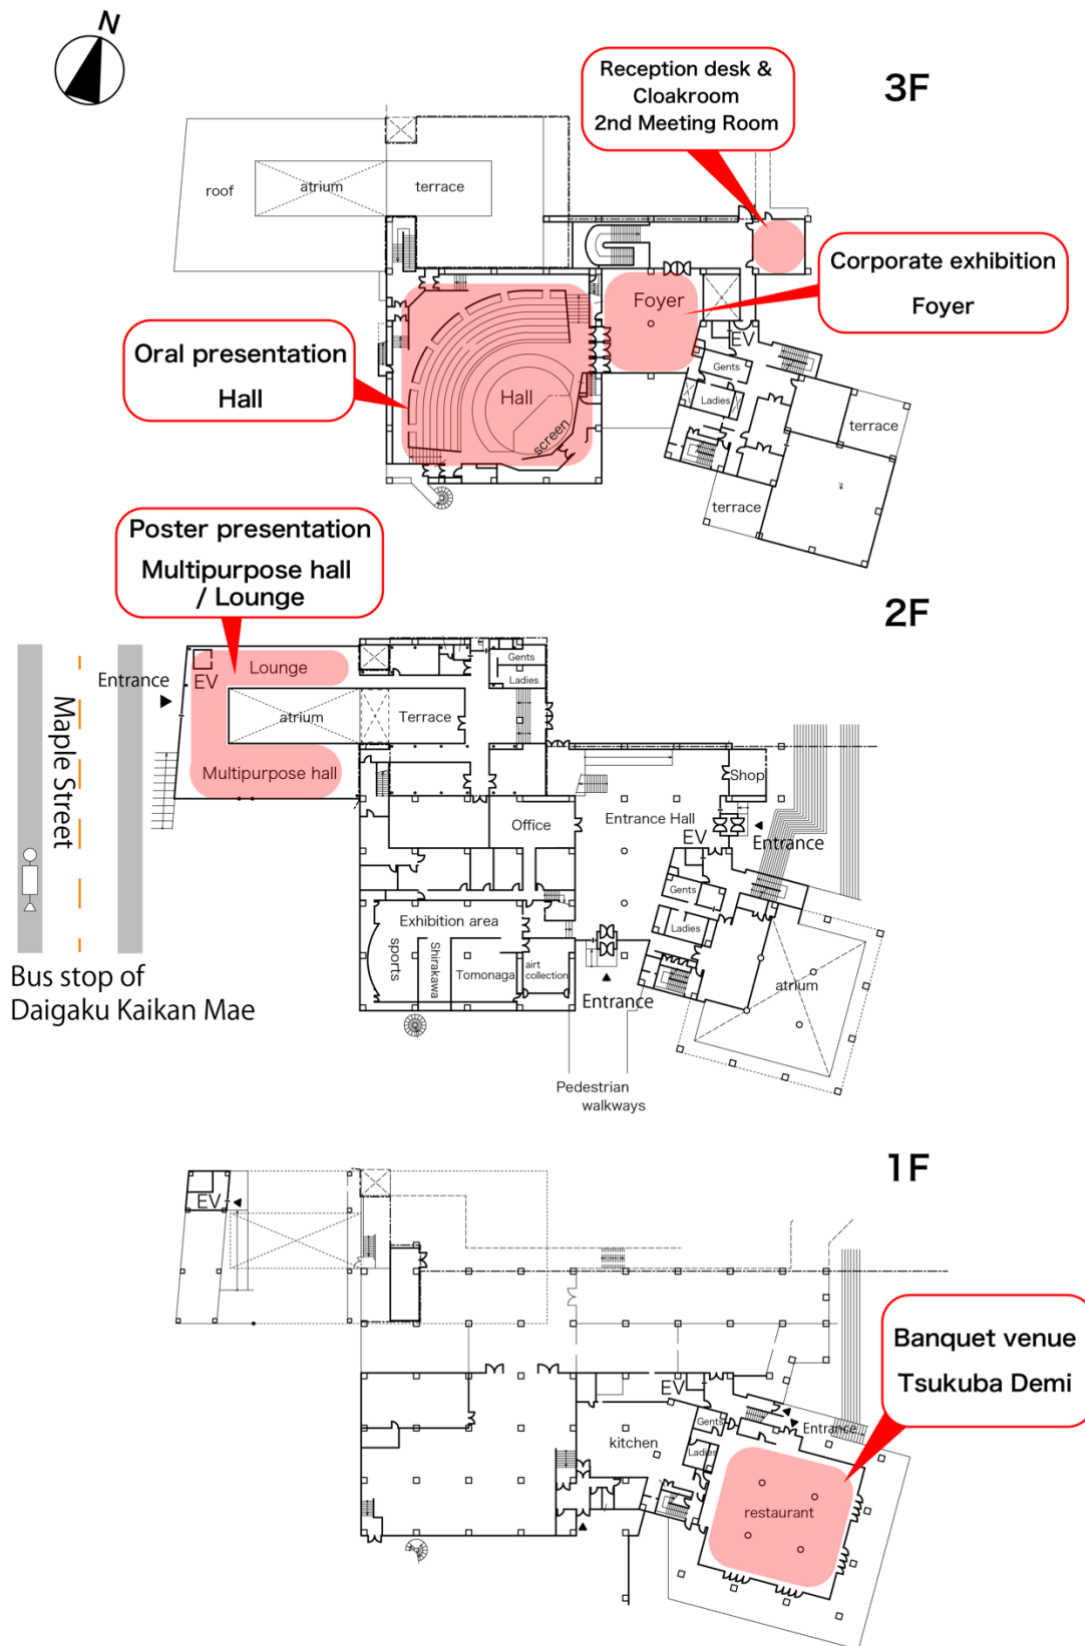 N
3F
Reception desk &
Cloakroom
2nd Meeting Room
roof
atrium
terrace
Corporate exhibition
Foyer
Foyer
Oral presentation
Hall
Hall
screen
EV
Gents
Ladies
terrace
terrace
2F
Poster presentation
Multipurpose hall
/ Lounge
Entrance
EV
Lounge
atrium
Terrace
Gents
Ladies
Multipurpose hall
Maple Street
Office
Entrance Hall
Shop
EV
Entrance
Gents
Ladies
Exhibition area
sports
Shirakawa
Tomonaga
airt
collection
Entrance
atrium
Bus stop of
Daigaku Kaikan Mae
Pedestrian
walkways
1F
EV
Banquet venue
Tsukuba Demi
EV
Gents
Entrance
kitchen
Ladies
restaurant